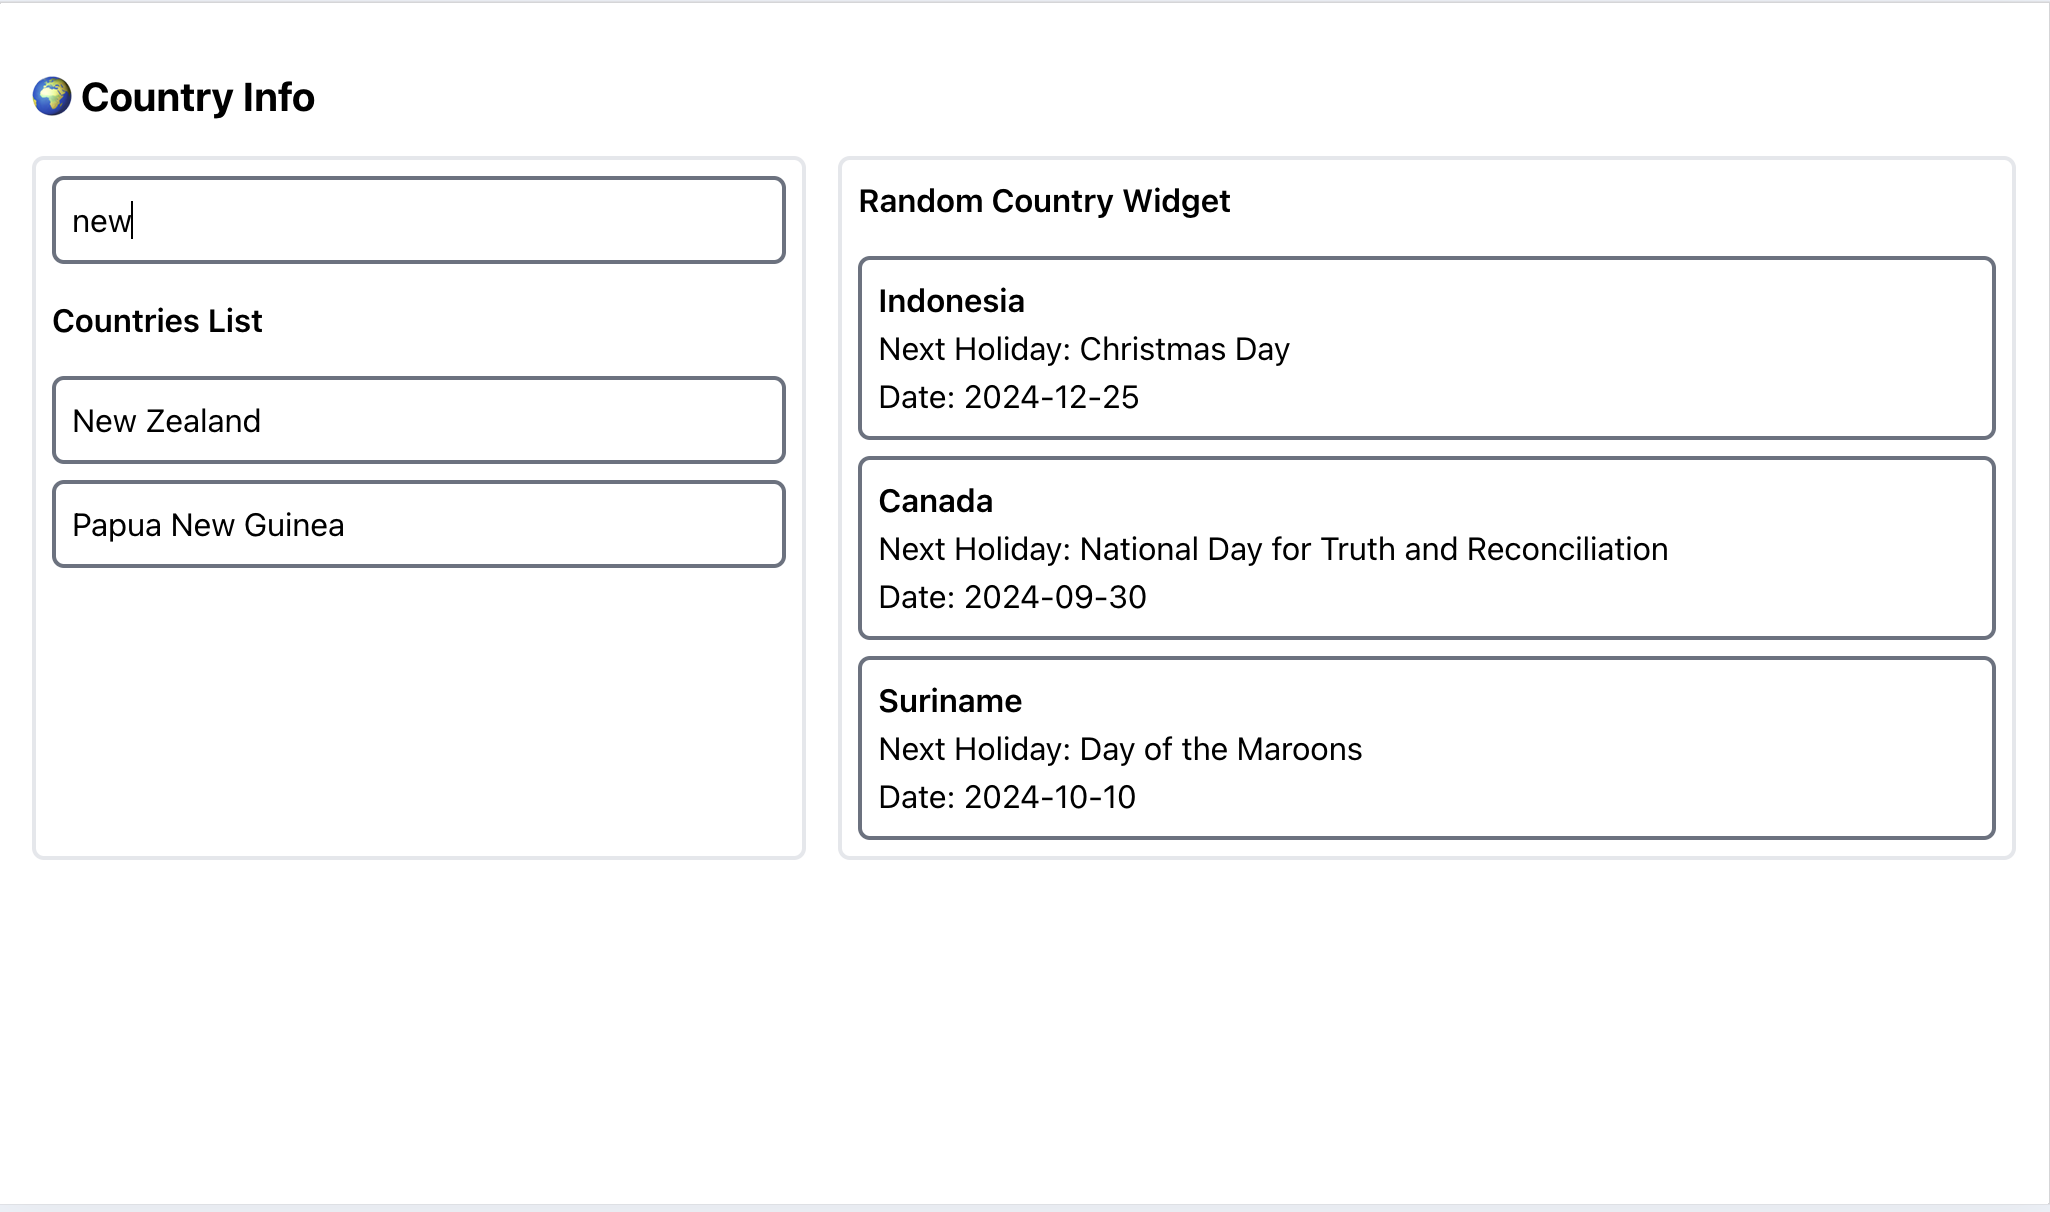 🌍 Country Info
new
Countries List
New Zealand
Papua New Guinea
Random Country Widget
Indonesia
Next Holiday: Christmas Day
Date: 2024-12-25
Canada
Next Holiday: National Day for Truth and Reconciliation
Date: 2024-09-30
Suriname
Next Holiday: Day of the Maroons
Date: 2024-10-10